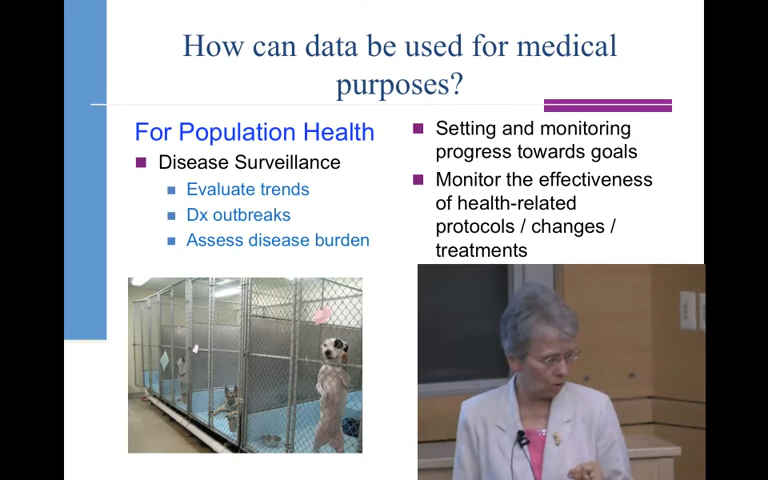 How can data be used for medical
purposes?
For Population Health
Disease Surveillance
Evaluate trends
Dx outbreaks
Assess disease burden
Setting and monitoring
progress towards goals
Monitor the effectiveness
of health-related
protocols / changes /
treatments